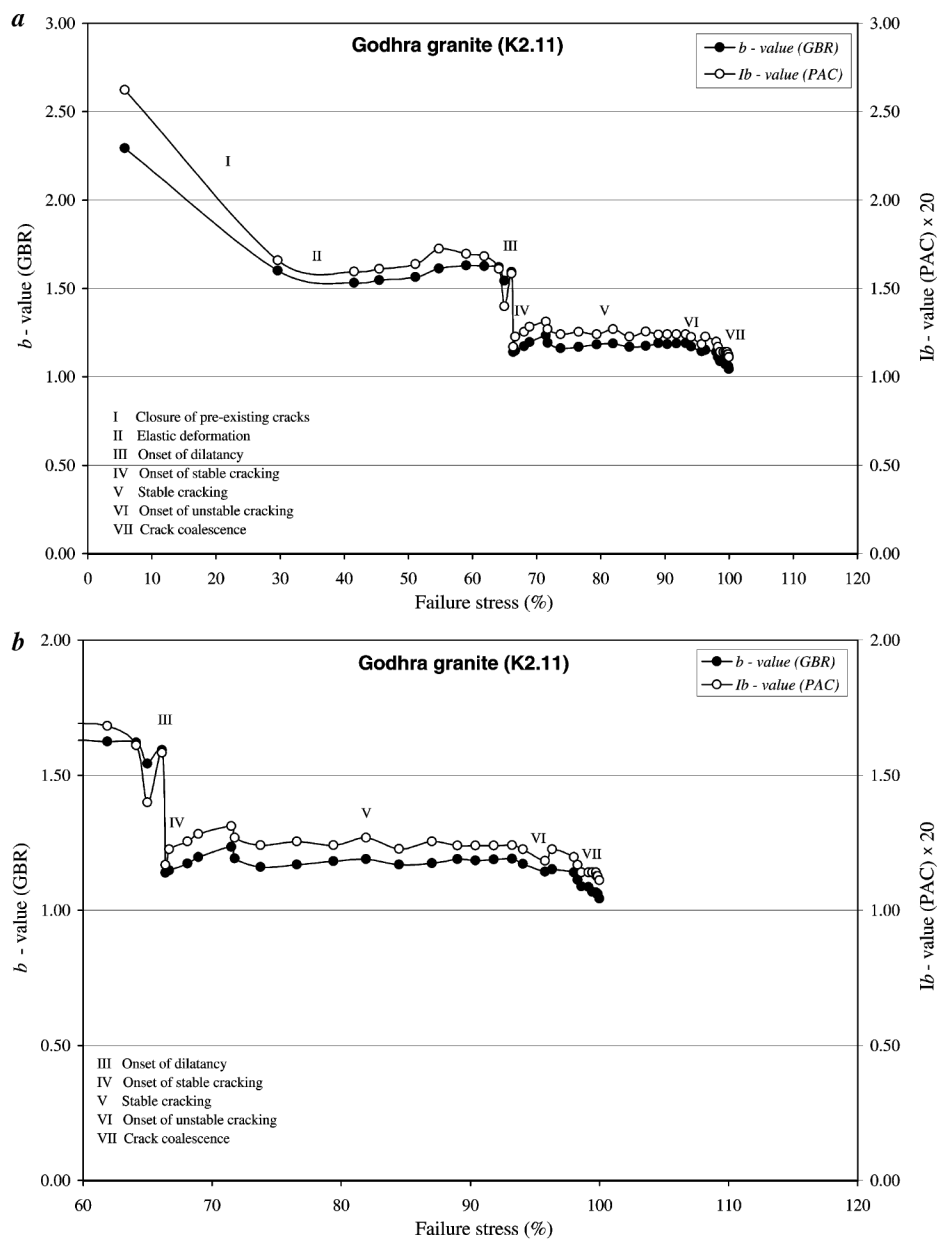 a
Godhra granite (K2.11)
b - value (GBR)
Ib - value (PAC)
3.00
2.50
2.00
1.50
1.00
0.50
0.00
b - value (GBR)
3.00
2.50
2.00
1.50
1.00
0.50
0.00
Ib - value (PAC) × 20
I
II
III
IV
V
VI
VII
I Closure of pre-existing cracks
II Elastic deformation
III Onset of dilatancy
IV Onset of stable cracking
V Stable cracking
VI Onset of unstable cracking
VII Crack coalescence
0 10 20 30 40 50 60 70 80 90 100 110 120
Failure stress (%)
b
Godhra granite (K2.11)
b - value (GBR)
Ib - value (PAC)
2.00
1.50
1.00
0.50
0.00
b - value (GBR)
2.00
1.50
1.00
0.50
0.00
Ib - value (PAC) × 20
III
IV
V
VI
VII
III Onset of dilatancy
IV Onset of stable cracking
V Stable cracking
VI Onset of unstable cracking
VII Crack coalescence
60 70 80 90 100 110 120
Failure stress (%)